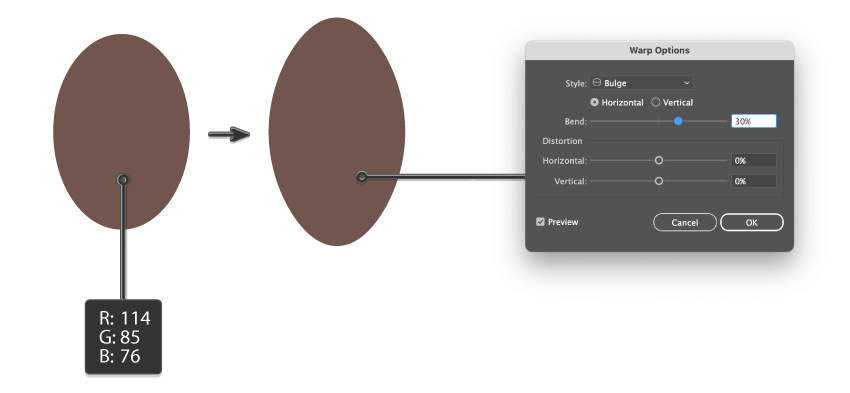 Warp Options
Style: Bulge
Horizontal Vertical
Bend: 30%
Distortion
Horizontal: 0%
Vertical: 0%
Preview Cancel OK
R: 114
G: 85
B: 76